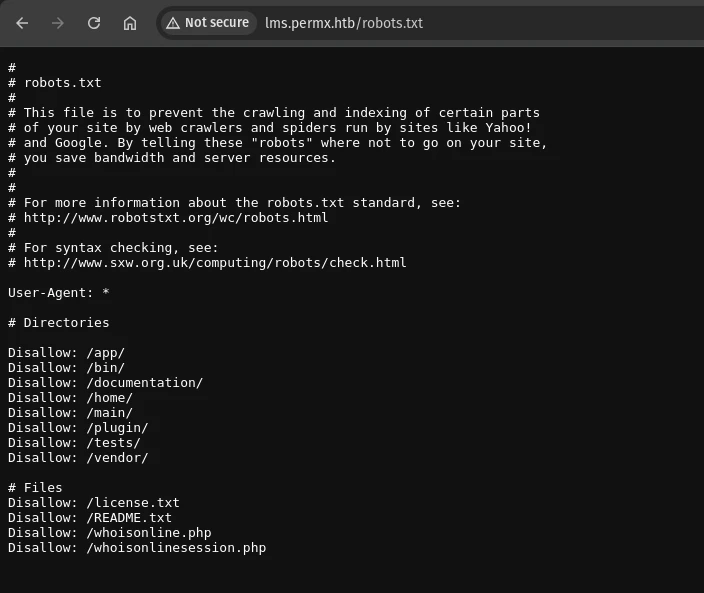 Not secure lms.permx.htb/robots.txt
#
# robots.txt
#
# This file is to prevent the crawling and indexing of certain parts
# of your site by web crawlers and spiders run by sites like Yahoo!
# and Google. By telling these "robots" where not to go on your site,
# you save bandwidth and server resources.
#
#
# For more information about the robots.txt standard, see:
# http://www.robotstxt.org/wc/robots.html
#
# For syntax checking, see:
# http://www.sxw.org.uk/computing/robots/check.html
User-Agent: *
# Directories
Disallow: /app/
Disallow: /bin/
Disallow: /documentation/
Disallow: /home/
Disallow: /main/
Disallow: /plugin/
Disallow: /tests/
Disallow: /vendor/
# Files
Disallow: /license.txt
Disallow: /README.txt
Disallow: /whoisonline.php
Disallow: /whoisonlinesession.php